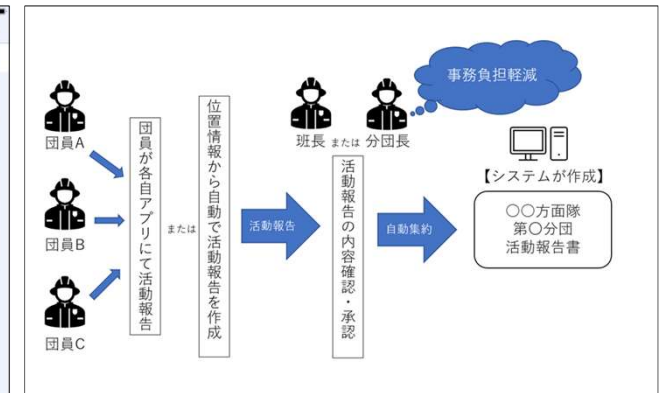 団員A
団員B
団員C
団員が各自アプリにて活動報告
または
位置情報から自動で活動報告を作成
活動報告
班長 または 分団長
活動報告の内容確認・承認
事務負担軽減
自動集約
【システムが作成】
〇〇方面隊
第〇分団
活動報告書